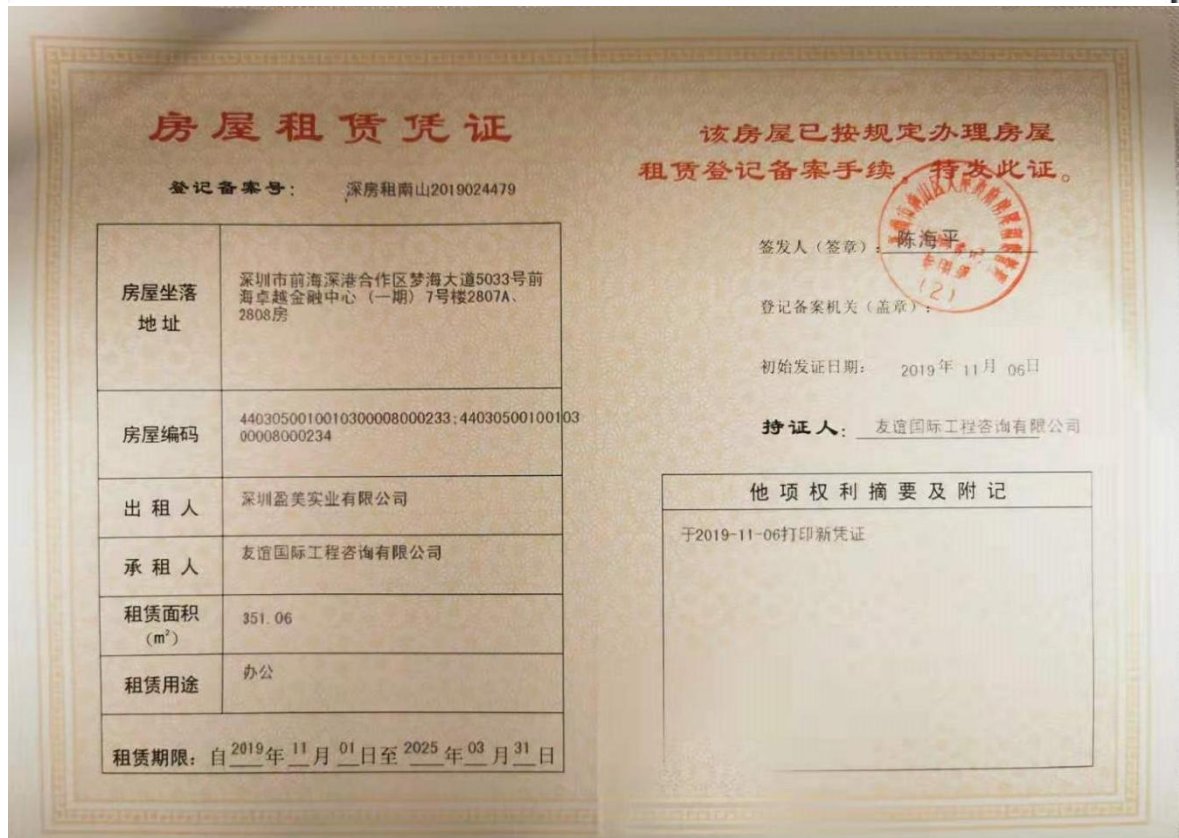 房屋租赁凭证
登记备案号： 深房租南山2019024479
房屋坐落
地址
深圳市前海深港合作区梦海大道5033号前
海卓越金融中心（一期）7号楼2807A、
2808房
房屋编码
4403050010010300008000233;44030500100103
00008000234
出租人
深圳盈美实业有限公司
承租人
友谊国际工程咨询有限公司
租赁面积
（m²）
351.06
租赁用途
办公
租赁期限：自2019年11月01日至2025年03月31日
该房屋已按规定办理房屋
租赁登记备案手续，特发此证。
签发人（签章）：陈海平
（2）
登记备案机关（盖章）：
初始发证日期： 2019年11月06日
持证人： 友谊国际工程咨询有限公司
他项权利摘要及附记
于2019-11-06打印新凭证